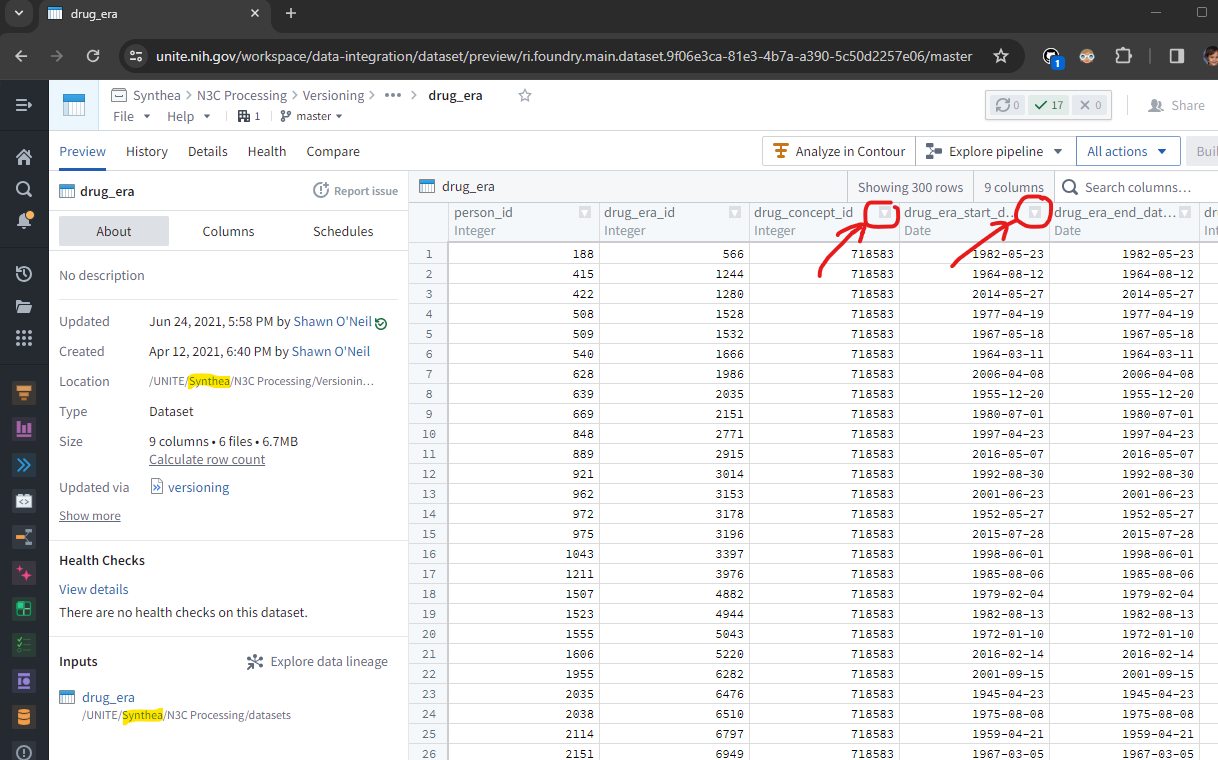 drug_era
unite.nih.gov/workspace/data-integration/dataset/preview/ri.foundry.main.dataset.9f06e3ca-81e3-4b7a-a390-5c50d2257e06/master
1
Synthea > N3C Processing > Versioning > ••• > drug_era
File Help 1 master
0 17 0
Share
Preview History Details Health Compare
Analyze in Contour Explore pipeline All actions Buil
drug_era Report issue
About Columns Schedules
No description
Updated Jun 24, 2021, 5:58 PM by Shawn O'Neil
Created Apr 12, 2021, 6:40 PM by Shawn O'Neil
Location /UNITE/Synthea/N3C Processing/Versionin...
Type Dataset
Size 9 columns • 6 files • 6.7MB
Calculate row count
Updated via versioning
Show more
Health Checks
View details
There are no health checks on this dataset.
Inputs Explore data lineage
drug_era
/UNITE/Synthea/N3C Processing/datasets
drug_era Showing 300 rows 9 columns Search columns...
person_id drug_era_id drug_concept_id drug_era_start_d... drug_era_end_dat... dr
Integer Integer Integer Date Date Int
1 188 566 718583 1982-05-23 1982-05-23
2 415 1244 718583 1964-08-12 1964-08-12
3 422 1280 718583 2014-05-27 2014-05-27
4 508 1528 718583 1977-04-19 1977-04-19
5 509 1532 718583 1967-05-18 1967-05-18
6 540 1666 718583 1964-03-11 1964-03-11
7 628 1986 718583 2006-04-08 2006-04-08
8 639 2035 718583 1955-12-20 1955-12-20
9 669 2151 718583 1980-07-01 1980-07-01
10 848 2771 718583 1997-04-23 1997-04-23
11 889 2915 718583 2016-05-07 2016-05-07
12 921 3014 718583 1992-08-30 1992-08-30
13 962 3153 718583 2001-06-23 2001-06-23
14 972 3178 718583 1952-05-27 1952-05-27
15 975 3196 718583 2015-07-28 2015-07-28
16 1043 3397 718583 1998-06-01 1998-06-01
17 1211 3976 718583 1985-08-06 1985-08-06
18 1507 4882 718583 1979-02-04 1979-02-04
19 1523 4944 718583 1982-08-13 1982-08-13
20 1555 5043 718583 1972-01-10 1972-01-10
21 1606 5220 718583 2016-02-14 2016-02-14
22 1955 6282 718583 2001-09-15 2001-09-15
23 2035 6476 718583 1945-04-23 1945-04-23
24 2038 6510 718583 1975-08-08 1975-08-08
25 2114 6797 718583 1959-04-21 1959-04-21
26 2151 6949 718583 1967-03-05 1967-03-05